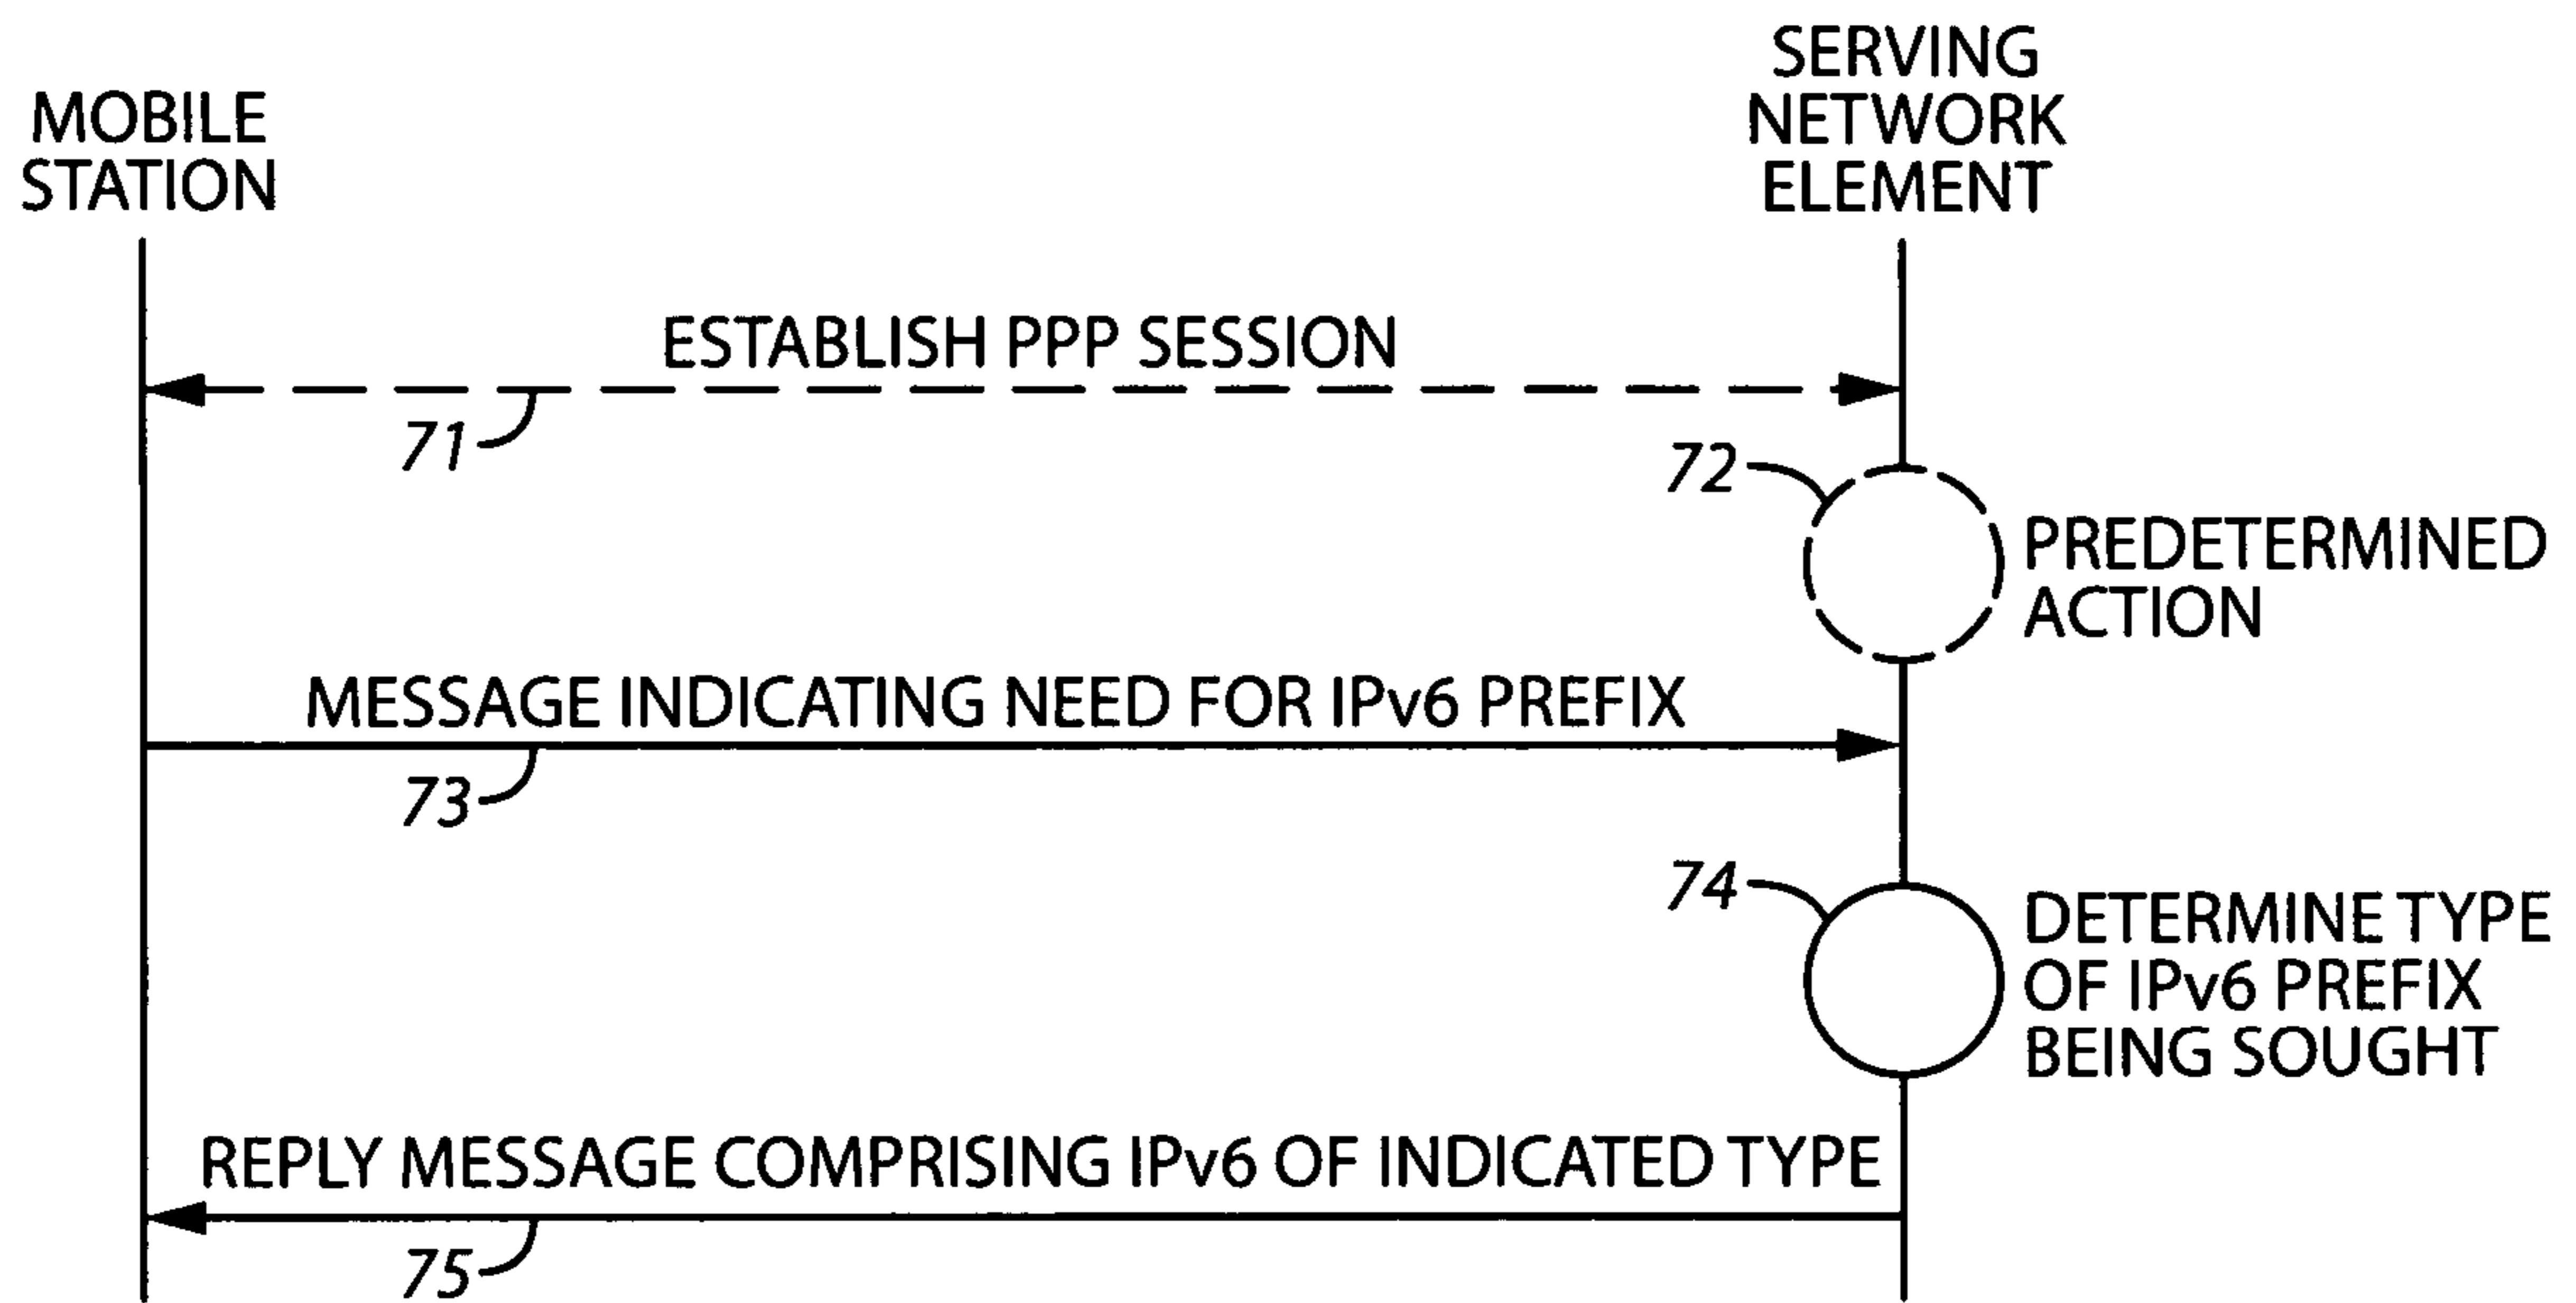 MOBILE
STATION
SERVING
NETWORK
ELEMENT
ESTABLISH PPP SESSION
71
72
PREDETERMINED
ACTION
MESSAGE INDICATING NEED FOR IPv6 PREFIX
73
74
DETERMINE TYPE
OF IPv6 PREFIX
BEING SOUGHT
REPLY MESSAGE COMPRISING IPv6 OF INDICATED TYPE
75